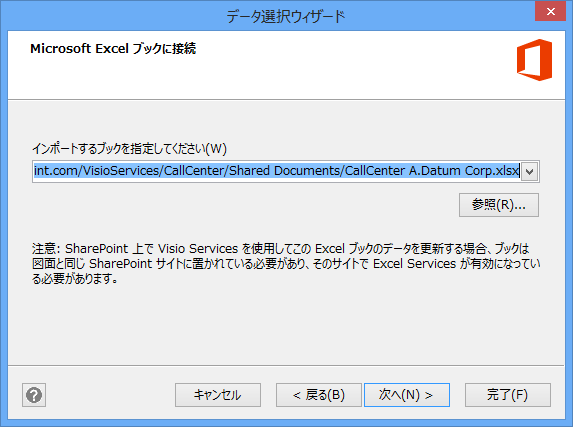 データ選択ウィザード
Microsoft Excel ブックに接続
インポートするブックを指定してください(W)
int.com/VisioServices/CallCenter/Shared Documents/CallCenter A.Datum Corp.xlsx
参照(R)...
注意: SharePoint 上で Visio Services を使用してこの Excel ブックのデータを更新する場合、ブックは
図面と同じ SharePoint サイトに置かれている必要があり、そのサイトで Excel Services が有効になってい
る必要があります。
?
キャンセル
< 戻る(B)
次へ(N) >
完了(F)